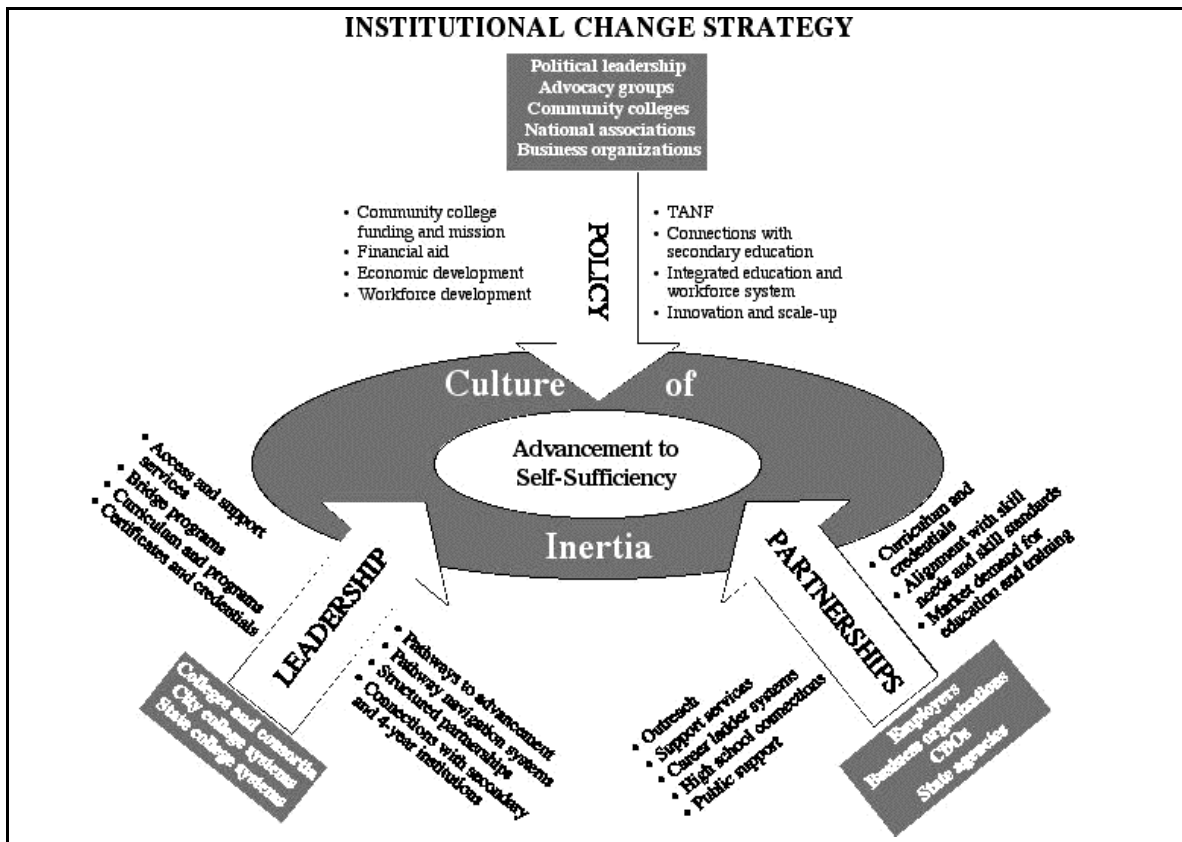 INSTITUTIONAL CHANGE STRATEGY
Political leadership
Advocacy groups
Community colleges
National associations
Business organizations
• Community college
funding and mission
• Financial aid
• Economic development
• Workforce development
POLICY
• TANF
• Connections with
secondary education
• Integrated education and
workforce system
• Innovation and scale-up
Culture of
Advancement to
Self-Sufficiency
Inertia
• Access and support
services
• Bridge programs
• Curriculum and programs
• Certificates and credentials
LEADERSHIP
• Pathways to advancement
• Pathway navigation systems
• Structured partnerships
• Connections with secondary
and 4-year institutions
Colleges and consortia
City college systems
State college systems
• Curriculum and
credentials
• Alignment with skill
needs and skill standards
• Market demand for
education and training
PARTNERSHIPS
• Outreach
• Support services
• Career ladder systems
• High school connections
• Public support
Employers
Business organizations
CBOs
State agencies